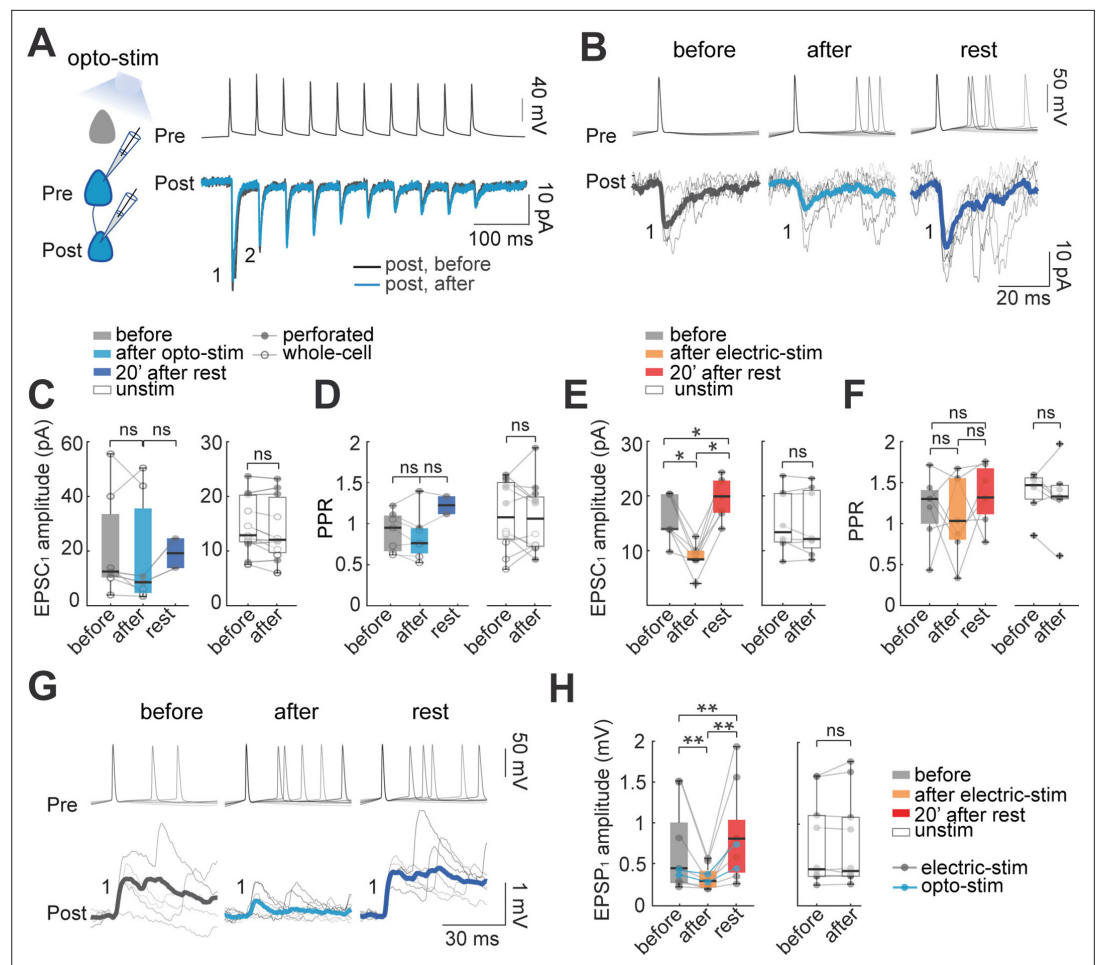 A
opto-stim
Pre
Post
Pre
40 mV
Post
1
2
10 pA
100 ms
post, before
post, after
B
before after rest
Pre
50 mV
Post
1 1 1
10 pA
20 ms
before
after opto-stim
20' after rest
unstim
perforated
whole-cell
C
EPSC1 amplitude (pA)
60
40
20
0
ns ns
before
after
rest
30
20
10
0
ns
before
after
D
PPR
2
1.5
1
0.5
0
ns ns
before
after
rest
ns
before
after
before
after electric-stim
20' after rest
unstim
E
EPSC1 amplitude (pA)
30
20
10
*
* *
before
after
rest
ns
before
after
F
PPR
2
1.5
1
0.5
0
ns
ns ns
before
after
rest
ns
before
after
G
before after rest
Pre
50 mV
Post
1 1 1
1 mV
30 ms
H
EPSP1 amplitude (mV)
2
1.5
1
0.5
0
**
** **
before
after
rest
ns
before
after
before
after electric-stim
20' after rest
unstim
electric-stim
opto-stim